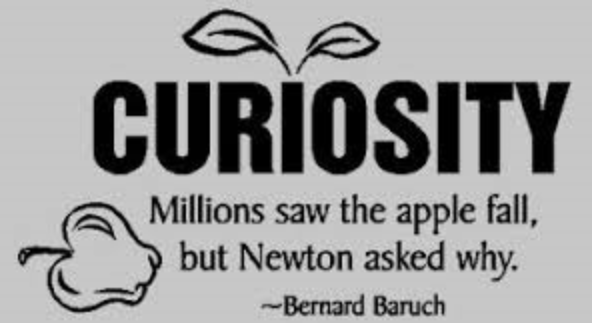 CURIOSITY
Millions saw the apple fall,
but Newton asked why.
~Bernard Baruch